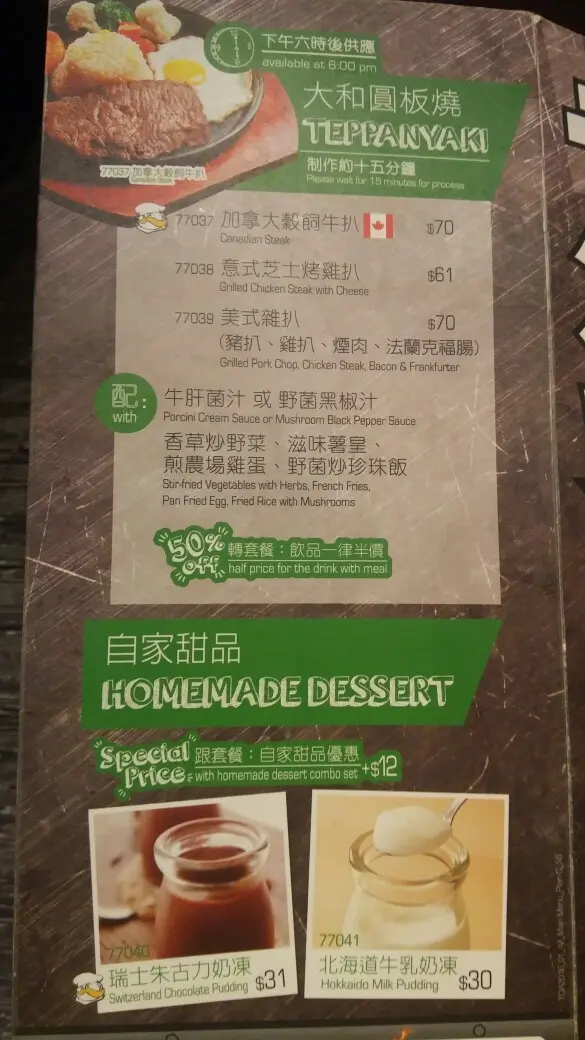 下午六時後供應
available at 6:00 pm
大和圓板燒
TEPPANYAKI
制作約十五分鐘
Please wait for 15 minutes for process
77037 加拿大穀飼牛扒
Canadian Steak
77037 加拿大穀飼牛扒 $70
Canadian Steak
77038 意式芝士烤雞扒 $61
Grilled Chicken Steak with Cheese
77039 美式雜扒 $70
(豬扒、雞扒、煙肉、法蘭克福腸)
Grilled Pork Chop, Chicken Steak, Bacon & Frankfurter
配:
with
牛肝菌汁 或 野菌黑椒汁
Porcini Cream Sauce or Mushroom Black Pepper Sauce
香草炒野菜、滋味薯皇、
煎農場雞蛋、野菌炒珍珠飯
Stir-fried Vegetables with Herbs, French Fries,
Pan Fried Egg, Fried Rice with Mushrooms
50% OFF
轉套餐：飲品一律半價
half price for the drink with meal
自家甜品
HOMEMADE DESSERT
Special Price
跟套餐：自家甜品優惠 +$12
with homemade dessert combo set
77040
瑞士朱古力奶凍 $31
Switzerland Chocolate Pudding
77041
北海道牛乳奶凍 $30
Hokkaido Milk Pudding